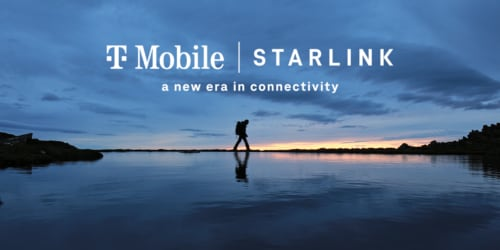 T Mobile | STARLINK
a new era in connectivity